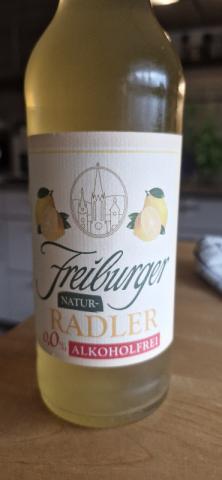 Freiburger
NATUR-
RADLER
0,0% ALKOHOLFREI